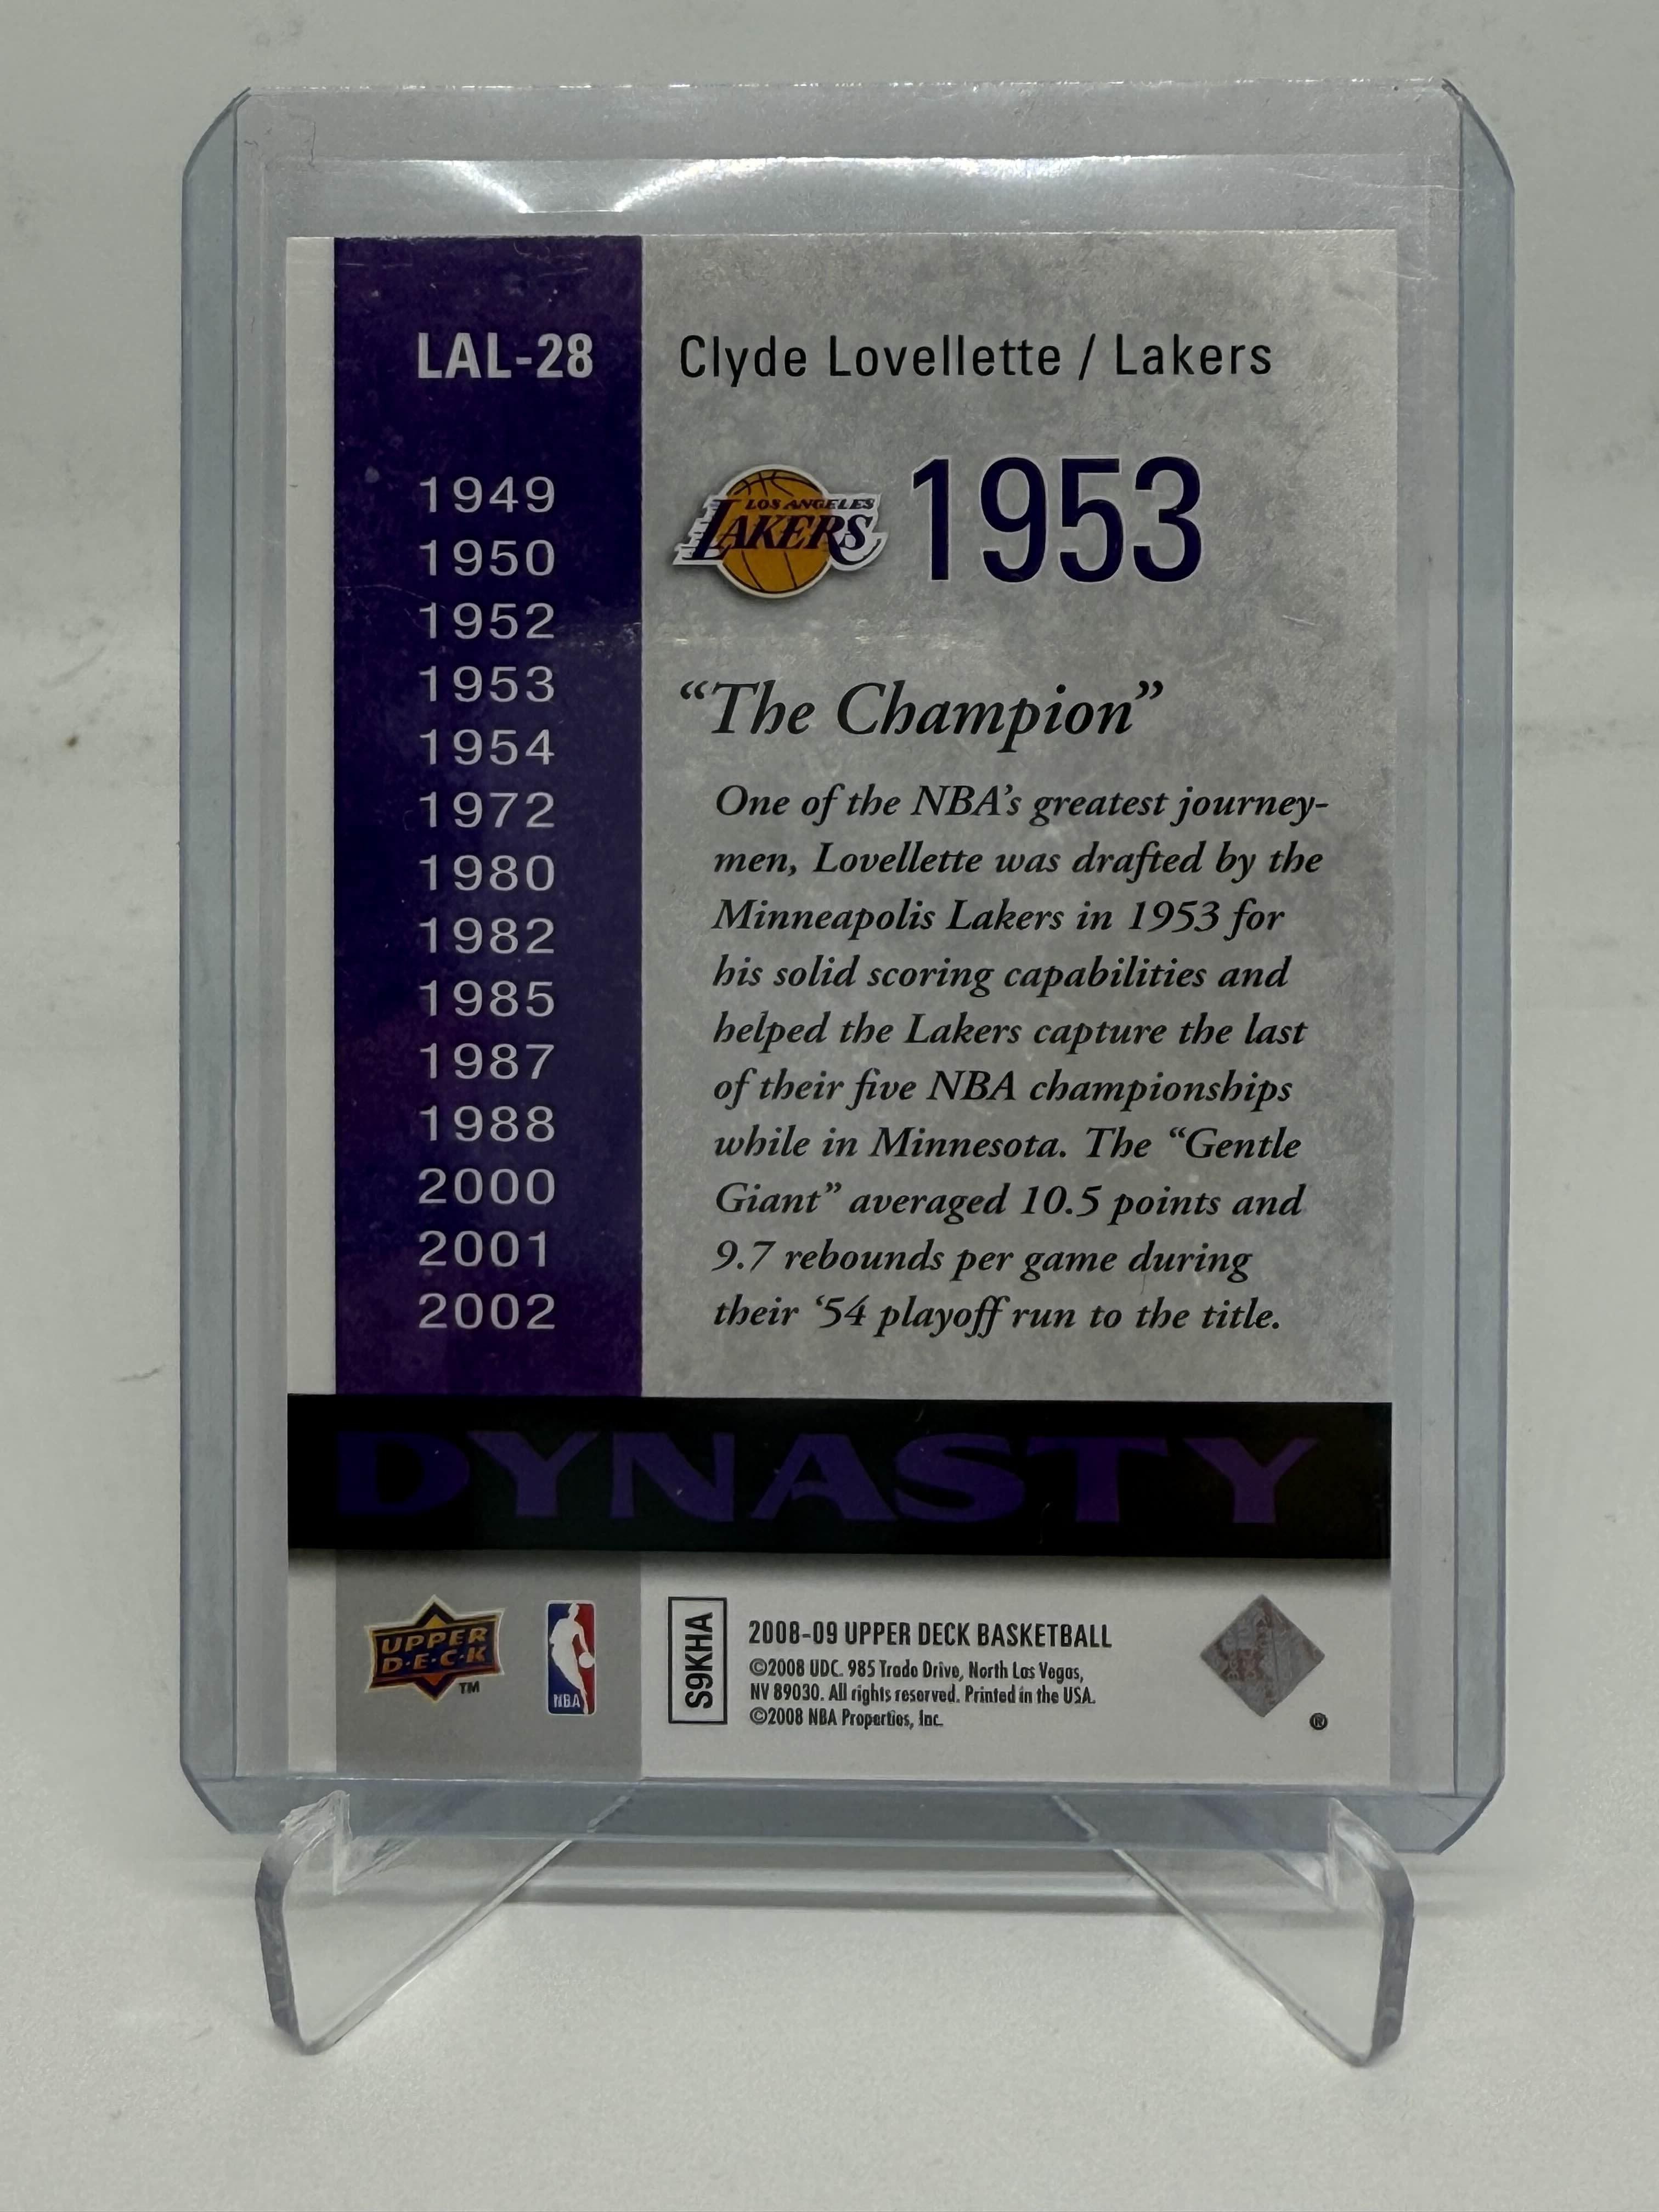 LAL-28
Clyde Lovellette / Lakers
1949
1950
1952
1953
1954
1972
1980
1982
1985
1987
1988
2000
2001
2002
LOS ANGELES
LAKERS
1953
“The Champion”
One of the NBA’s greatest journey-
men, Lovellette was drafted by the
Minneapolis Lakers in 1953 for
his solid scoring capabilities and
helped the Lakers capture the last
of their five NBA championships
while in Minnesota. The “Gentle
Giant” averaged 10.5 points and
9.7 rebounds per game during
their ‘54 playoff run to the title.
DYNASTY
UPPER
D·E·C·K
TM
NBA
S9KHA
2008-09 UPPER DECK BASKETBALL
©2008 UDC. 985 Trade Drive, North Las Vegas,
NV 89030. All rights reserved. Printed in the USA.
©2008 NBA Properties, Inc.
®